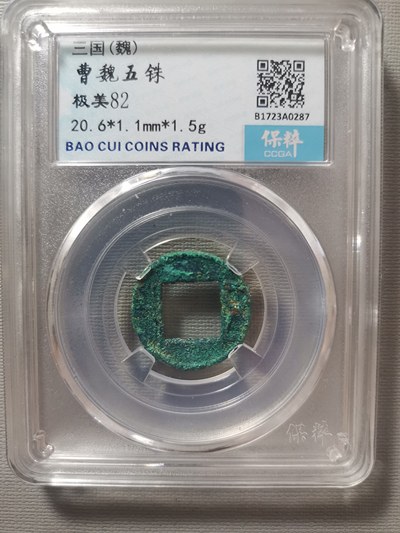 三国(魏)
曹魏五铢
极美82
20.6*1.1mm*1.5g
BAO CUI COINS RATING
B1723A0287
保粹
CCGA
保粹